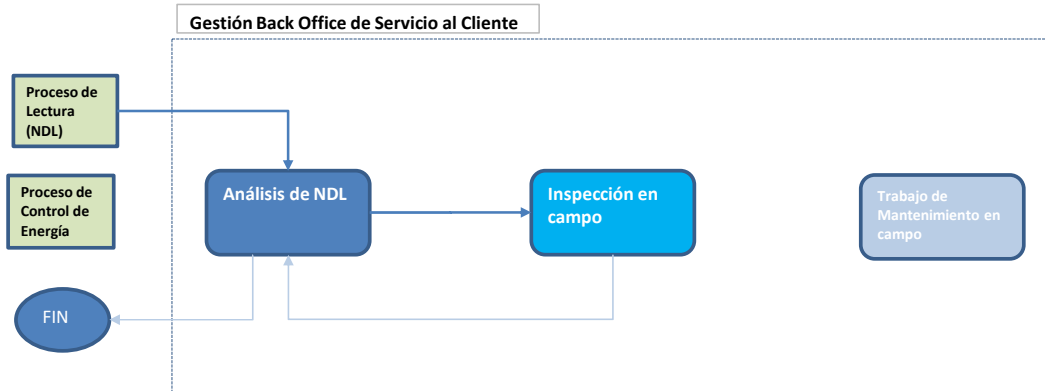 Gestión Back Office de Servicio al Cliente
Proceso de
Lectura
(NDL)
Análisis de NDL
Inspección en
campo
Trabajo de
Mantenimiento en
campo
Proceso de
Control de
Energía
FIN